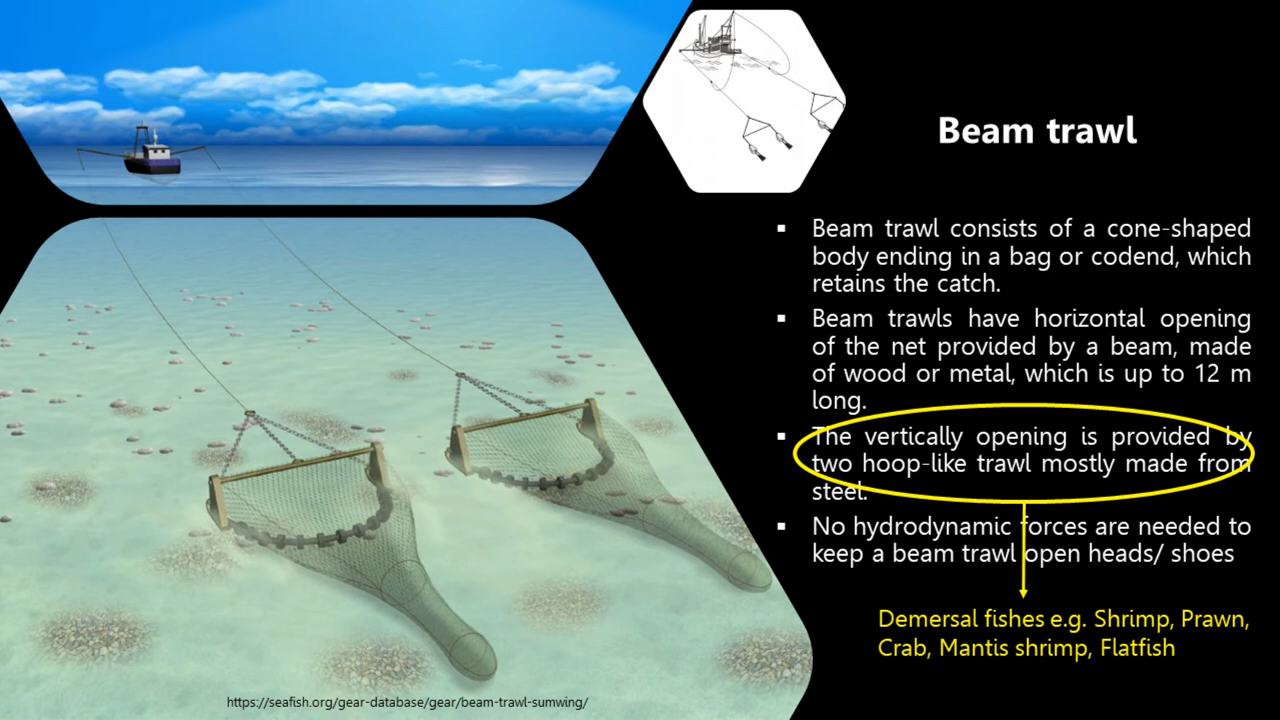 Beam trawl
▪ Beam trawl consists of a cone-shaped
body ending in a bag or codend, which
retains the catch.
▪ Beam trawls have horizontal opening
of the net provided by a beam, made
of wood or metal, which is up to 12 m
long.
▪ The vertically opening is provided by
two hoop-like trawl mostly made from
steel.
▪ No hydrodynamic forces are needed to
keep a beam trawl open heads/ shoes
Demersal fishes e.g. Shrimp, Prawn,
Crab, Mantis shrimp, Flatfish
https://seafish.org/gear-database/gear/beam-trawl-sumwing/